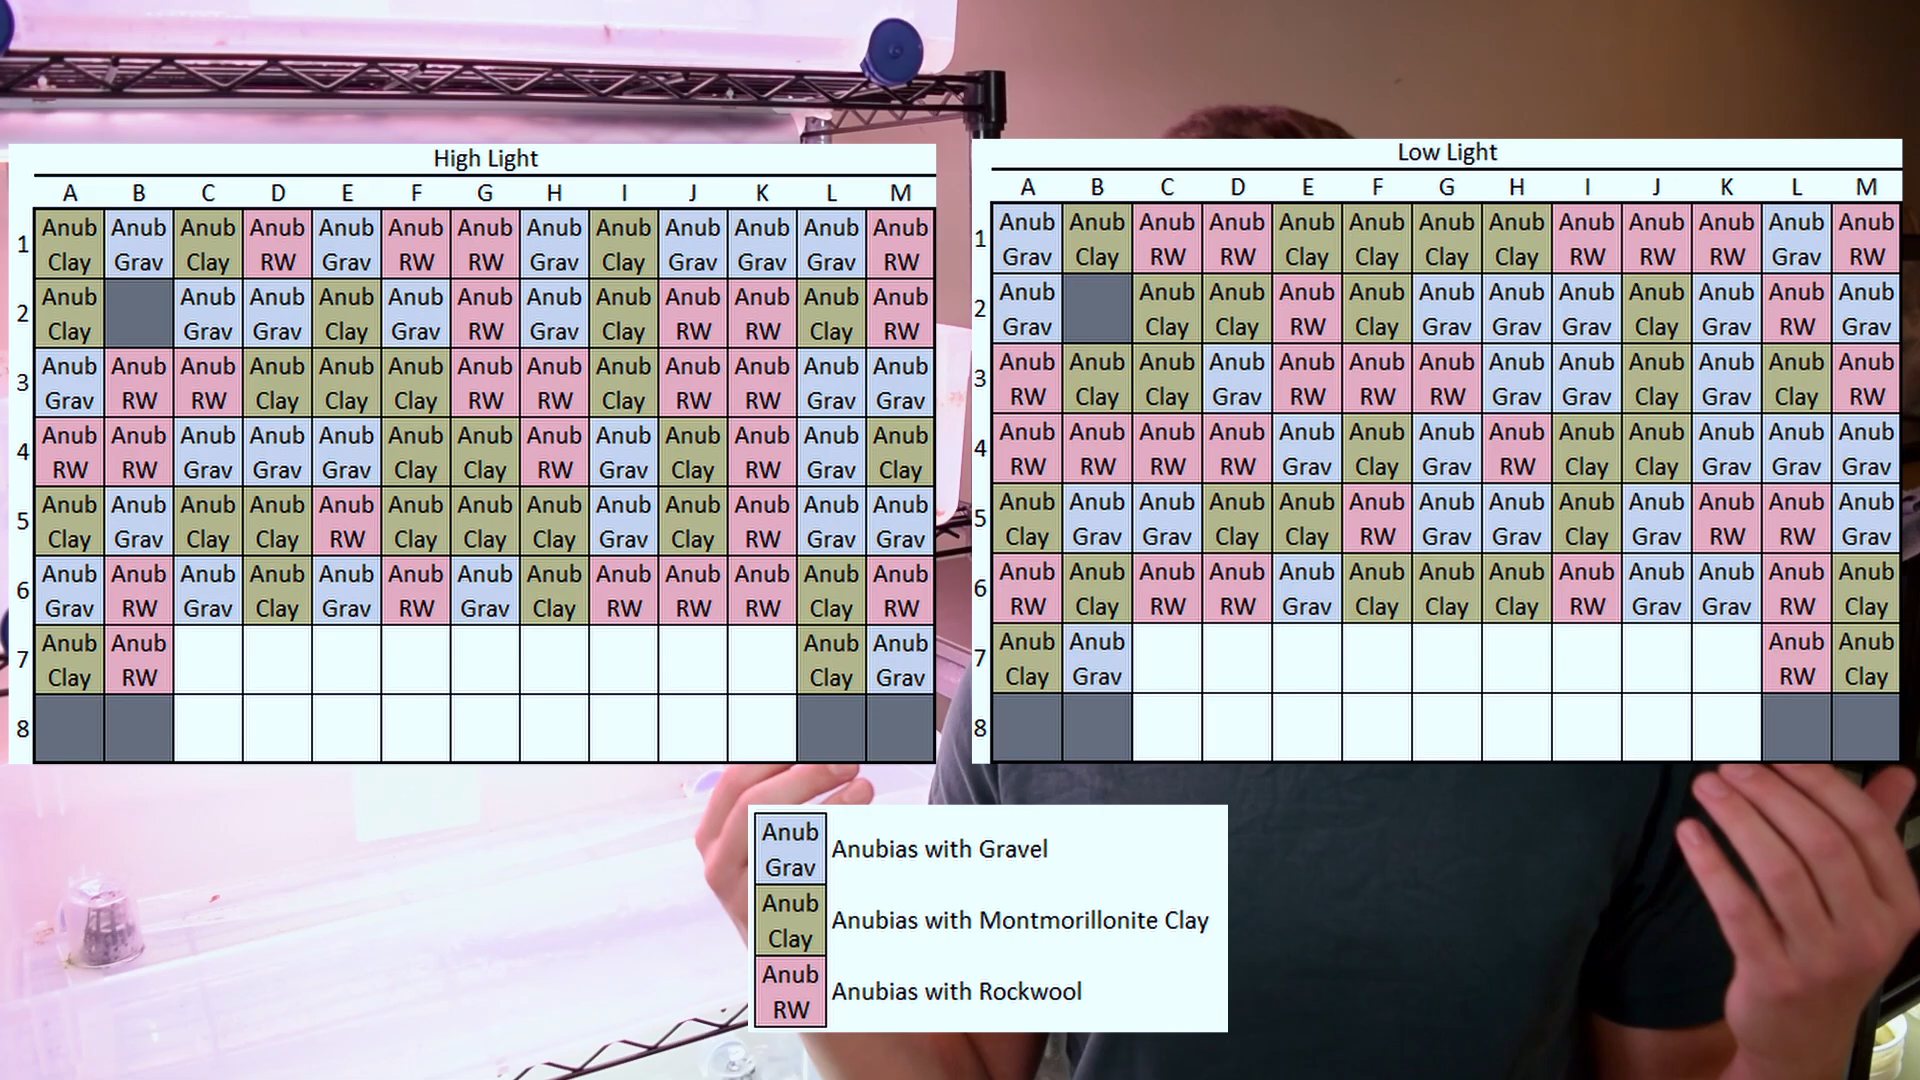 High Light
A B C D E F G H I J K L M
1 Anub Anub Anub Anub Anub Anub Anub Anub Anub Anub Anub Anub Anub
Clay Grav Clay RW Grav RW RW Grav Clay Grav Grav Grav RW
2 Anub Anub Anub Anub Anub Anub Anub Anub Anub Anub Anub Anub
Clay Grav Grav Clay Grav RW Grav Clay RW RW Clay RW
3 Anub Anub Anub Anub Anub Anub Anub Anub Anub Anub Anub Anub Anub
Grav RW RW Clay Clay Clay RW RW Clay RW RW Grav Grav
4 Anub Anub Anub Anub Anub Anub Anub Anub Anub Anub Anub Anub Anub
RW RW Grav Grav Grav Clay Clay RW Grav Clay RW Grav Clay
5 Anub Anub Anub Anub Anub Anub Anub Anub Anub Anub Anub Anub Anub
Clay Grav Clay Clay RW Clay Clay Clay Grav Clay RW Grav Grav
6 Anub Anub Anub Anub Anub Anub Anub Anub Anub Anub Anub Anub Anub
Grav RW Grav Clay Grav RW Grav Clay RW RW RW Clay RW
7 Anub Anub Anub Anub
Clay RW Clay Grav
8
Low Light
A B C D E F G H I J K L M
1 Anub Anub Anub Anub Anub Anub Anub Anub Anub Anub Anub Anub Anub
Grav Clay RW RW Clay Clay Clay Clay RW RW RW Grav RW
2 Anub Anub Anub Anub Anub Anub Anub Anub Anub Anub Anub Anub
Grav Clay Clay RW Clay Grav Grav Grav Clay Grav RW Grav
3 Anub Anub Anub Anub Anub Anub Anub Anub Anub Anub Anub Anub Anub
RW Clay Clay Grav RW RW RW Grav Grav Clay Grav Clay RW
4 Anub Anub Anub Anub Anub Anub Anub Anub Anub Anub Anub Anub Anub
RW RW RW RW Grav Clay Grav RW Clay Clay Grav Grav Grav
5 Anub Anub Anub Anub Anub Anub Anub Anub Anub Anub Anub Anub Anub
Clay Grav Grav Clay Clay RW Grav Grav Clay Grav RW RW Grav
6 Anub Anub Anub Anub Anub Anub Anub Anub Anub Anub Anub Anub Anub
RW Clay RW RW Grav Clay Clay Clay RW Grav Grav RW Clay
7 Anub Anub Anub Anub
Clay Grav RW Clay
8
Anub
Grav Anubias with Gravel
Anub
Clay Anubias with Montmorillonite Clay
Anub
RW Anubias with Rockwool